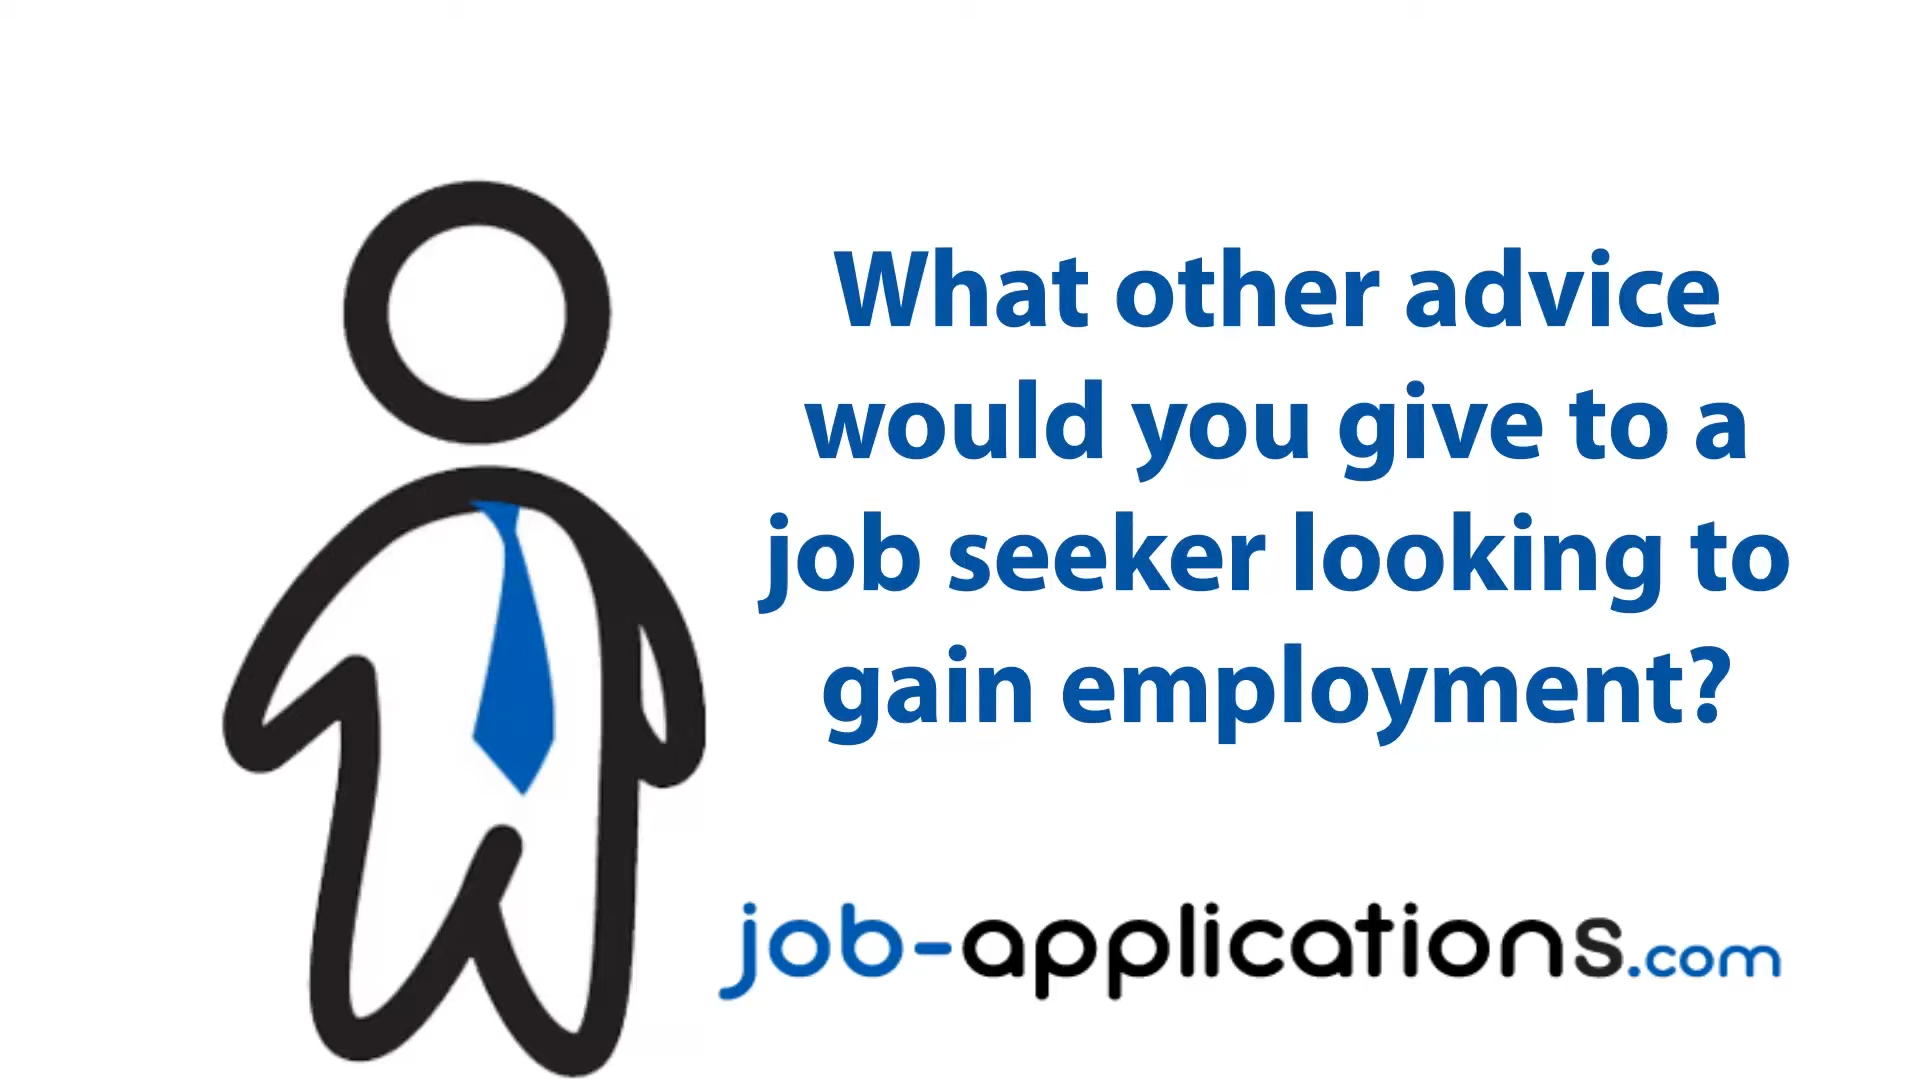 What other advice
would you give to a
job seeker looking to
gain employment?
job-applications.com